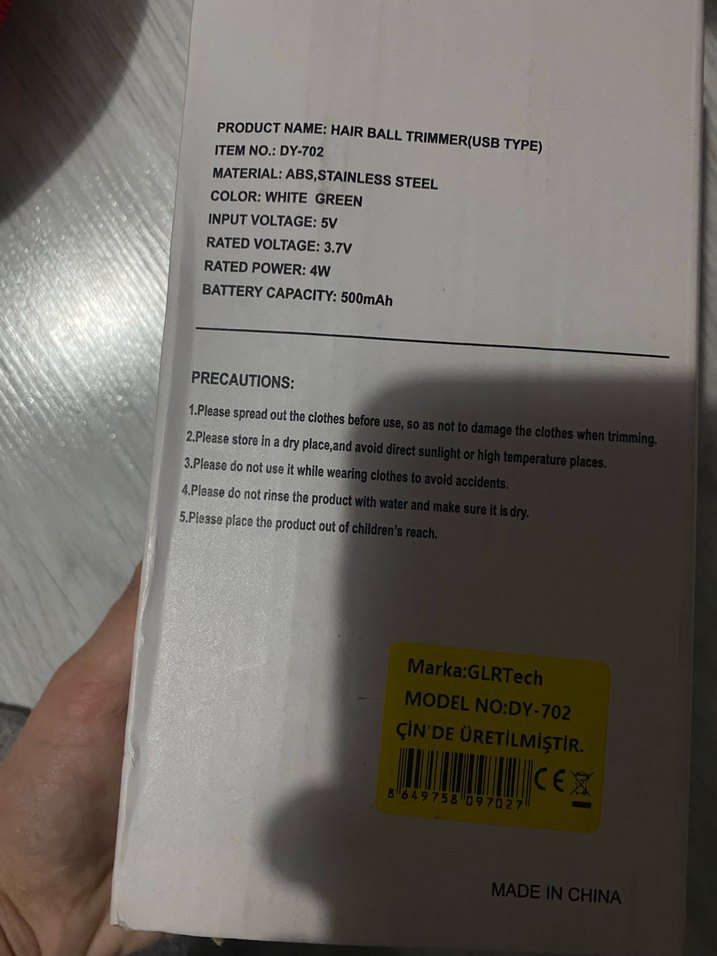 PRODUCT NAME: HAIR BALL TRIMMER(USB TYPE)
ITEM NO.: DY-702
MATERIAL: ABS,STAINLESS STEEL
COLOR: WHITE GREEN
INPUT VOLTAGE: 5V
RATED VOLTAGE: 3.7V
RATED POWER: 4W
BATTERY CAPACITY: 500mAh
PRECAUTIONS:
1.Please spread out the clothes before use, so as not to damage the clothes when trimming.
2.Please store in a dry place,and avoid direct sunlight or high temperature places.
3.Please do not use it while wearing clothes to avoid accidents.
4.Please do not rinse the product with water and make sure it is dry.
5.Please place the product out of children's reach.
Marka:GLRTech
MODEL NO:DY-702
ÇİN'DE ÜRETİLMİŞTİR.
CE
8 649758 097027
MADE IN CHINA